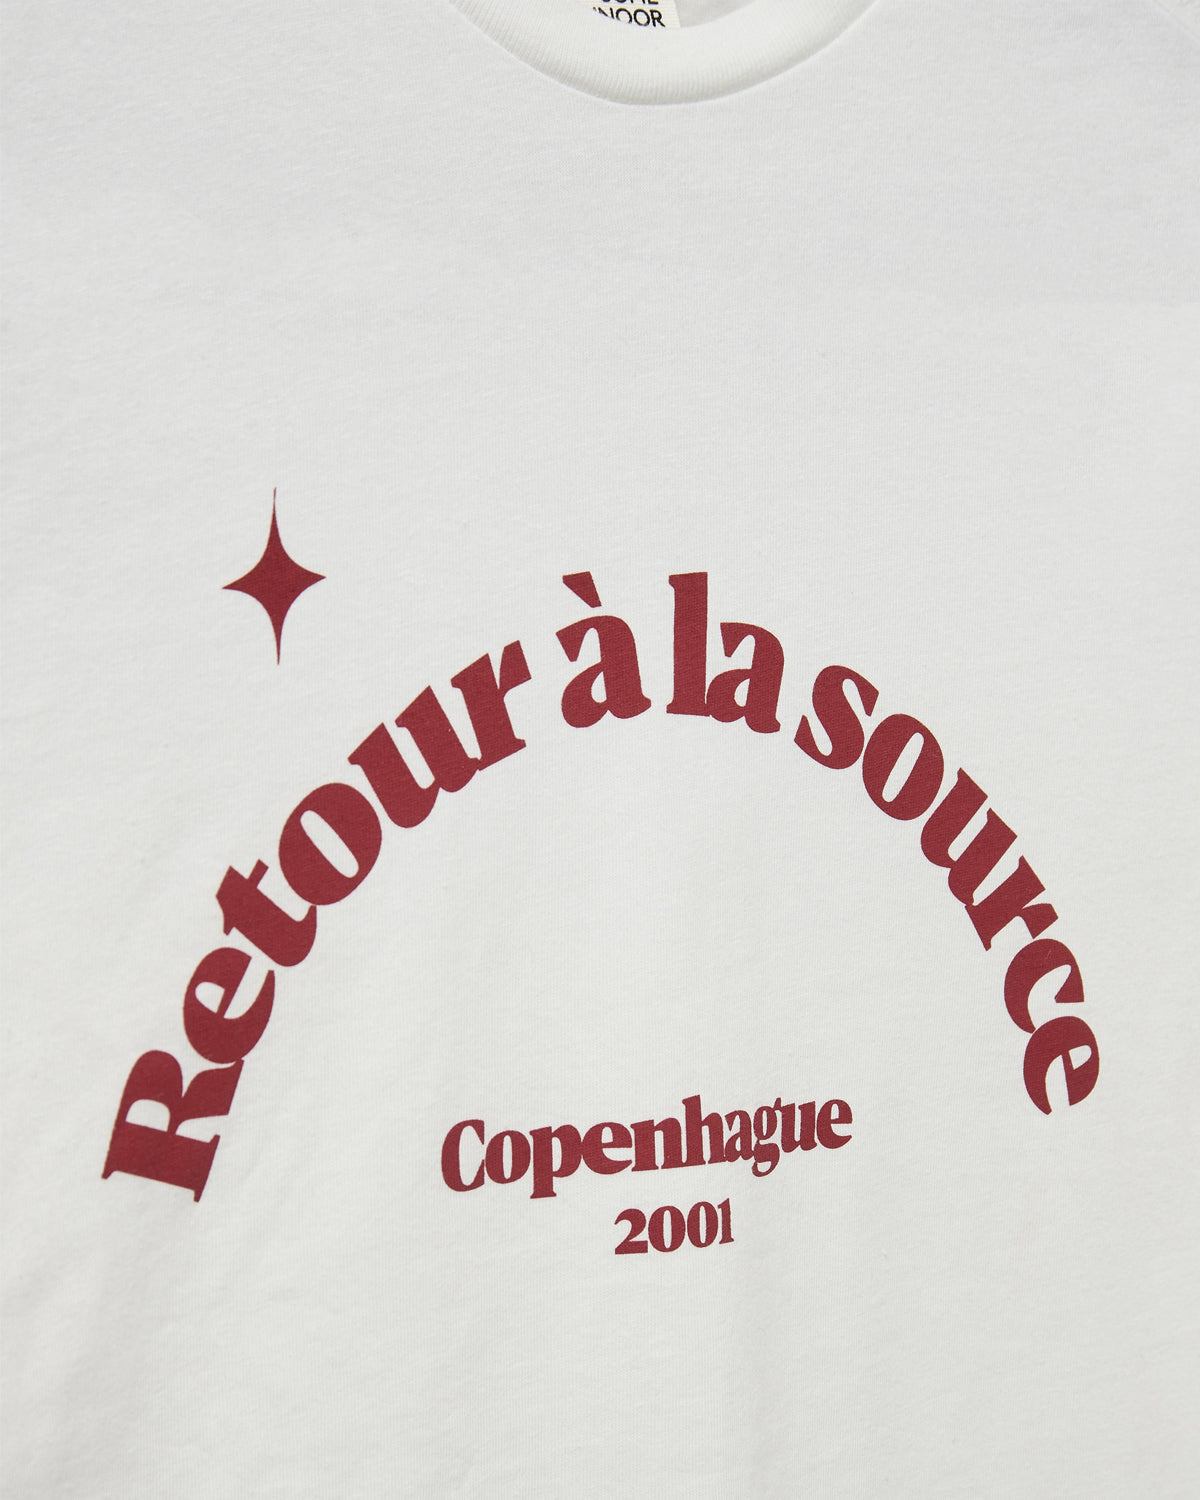 Retour à la source
Copenhague
2001